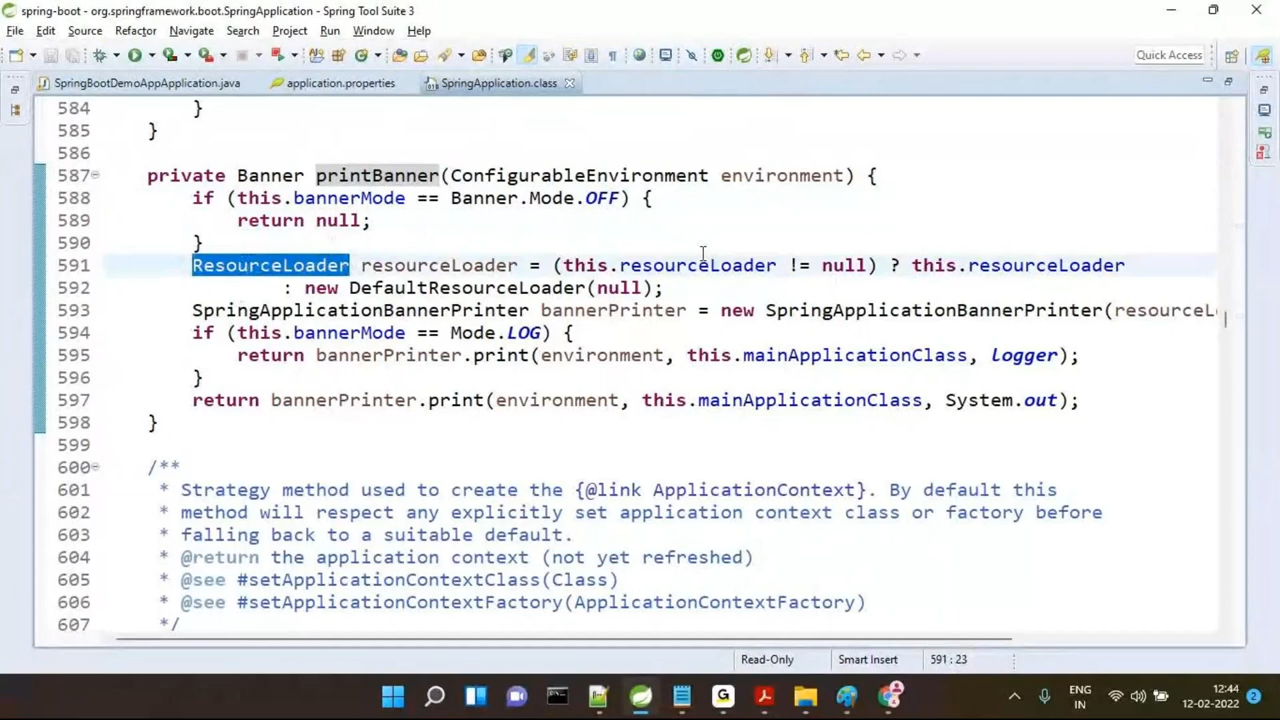 spring-boot - org.springframework.boot.SpringApplication - Spring Tool Suite 3
File Edit Source Refactor Navigate Search Project Run Window Help
Quick Access
SpringBootDemoAppApplication.java application.properties SpringApplication.class
584 }
585 }
586
587 private Banner printBanner(ConfigurableEnvironment environment) {
588 if (this.bannerMode == Banner.Mode.OFF) {
589 return null;
590 }
591 ResourceLoader resourceLoader = (this.resourceLoader != null) ? this.resourceLoader
592 : new DefaultResourceLoader(null);
593 SpringApplicationBannerPrinter bannerPrinter = new SpringApplicationBannerPrinter(resourceL
594 if (this.bannerMode == Mode.LOG) {
595 return bannerPrinter.print(environment, this.mainApplicationClass, logger);
596 }
597 return bannerPrinter.print(environment, this.mainApplicationClass, System.out);
598 }
599
600 /**
601 * Strategy method used to create the {@link ApplicationContext}. By default this
602 * method will respect any explicitly set application context class or factory before
603 * falling back to a suitable default.
604 * @return the application context (not yet refreshed)
605 * @see #setApplicationContextClass(Class)
606 * @see #setApplicationContextFactory(ApplicationContextFactory)
607 */
Read-Only Smart Insert 591 : 23
ENG
IN
12:44
12-02-2022
2